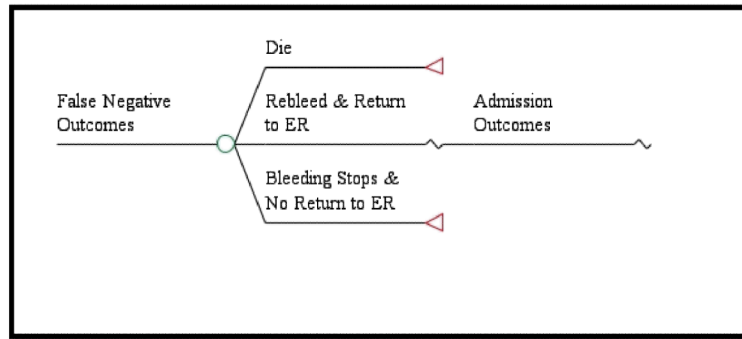 Die
False Negative
Outcomes
Rebleed & Return
to ER
Admission
Outcomes
Bleeding Stops &
No Return to ER